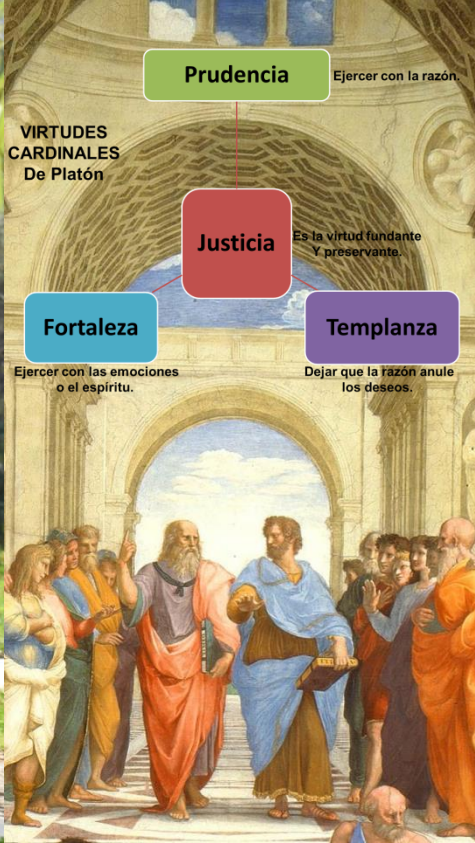 Prudencia
Ejercer con la razón.
VIRTUDES
CARDINALES
De Platón
Justicia
Es la virtud fundante
Y preservante.
Fortaleza
Templanza
Ejercer con las emociones
o el espíritu.
Dejar que la razón anule
los deseos.